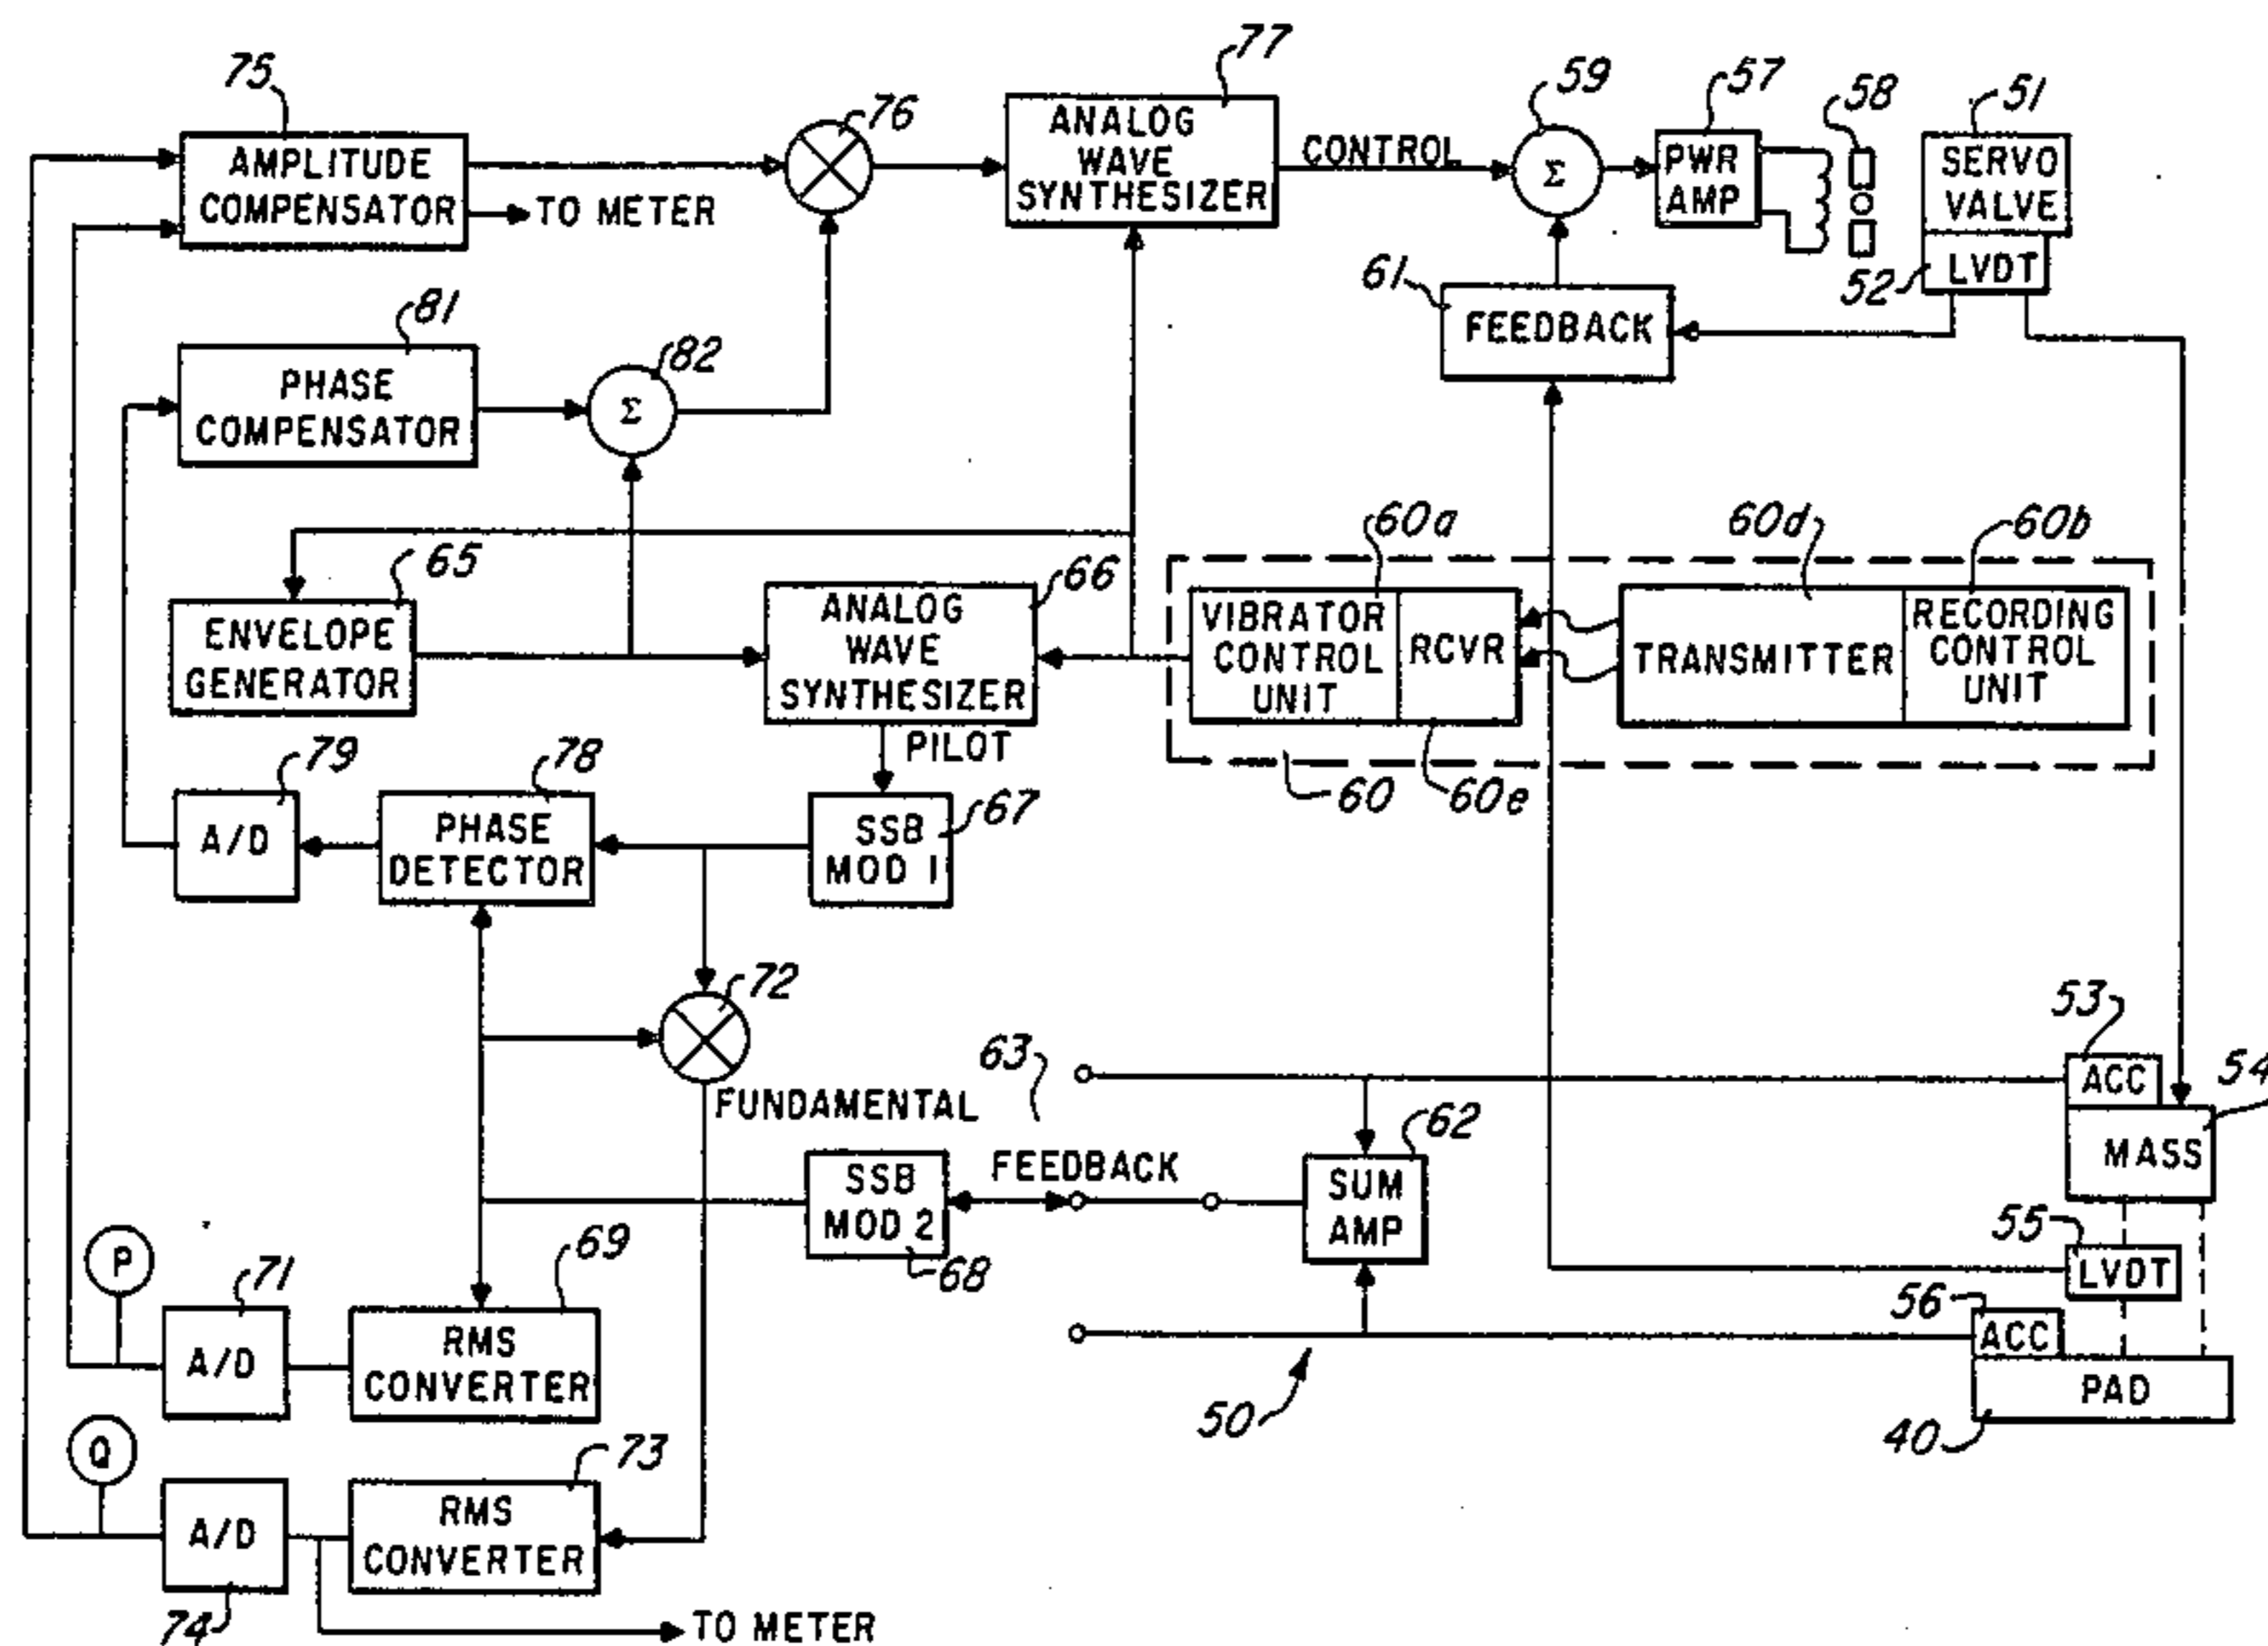 75
AMPLITUDE
COMPENSATOR
TO METER
76
77
ANALOG
WAVE
SYNTHESIZER
CONTROL
59
Σ
57
PWR
AMP
58
51
SERVO
VALVE
52
LVDT
61
FEEDBACK
81
PHASE
COMPENSATOR
82
Σ
65
ENVELOPE
GENERATOR
66
ANALOG
WAVE
SYNTHESIZER
PILOT
60a
VIBRATOR
CONTROL
UNIT
RCVR
60d
TRANSMITTER
60b
RECORDING
CONTROL
UNIT
60
60e
79
A/D
78
PHASE
DETECTOR
67
SSB
MOD 1
72
FUNDAMENTAL
63
53
ACC
54
MASS
62
SUM
AMP
FEEDBACK
SSB
MOD 2
68
55
LVDT
56
ACC
PAD
40
50
P
71
A/D
69
RMS
CONVERTER
Q
A/D
74
73
RMS
CONVERTER
TO METER